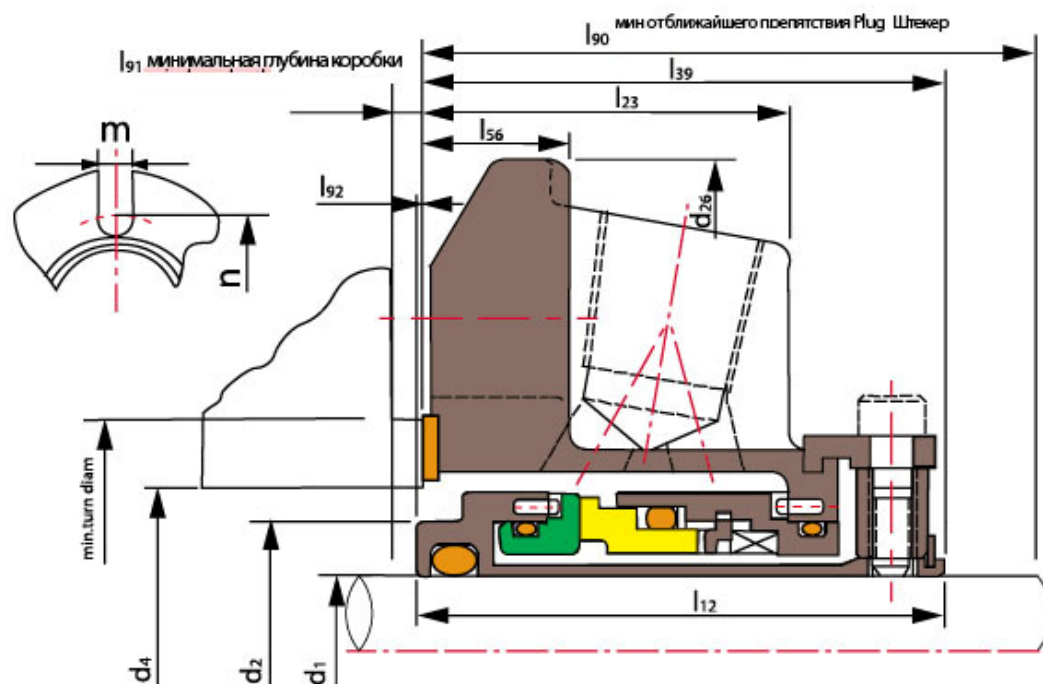 l90 мин от ближайшего препятствия Plug Штекер
l91 минимальная глубина коробки
l39
l23
m
l56
l92
d26
n
min.turn diam
l12
d4
d2
d1